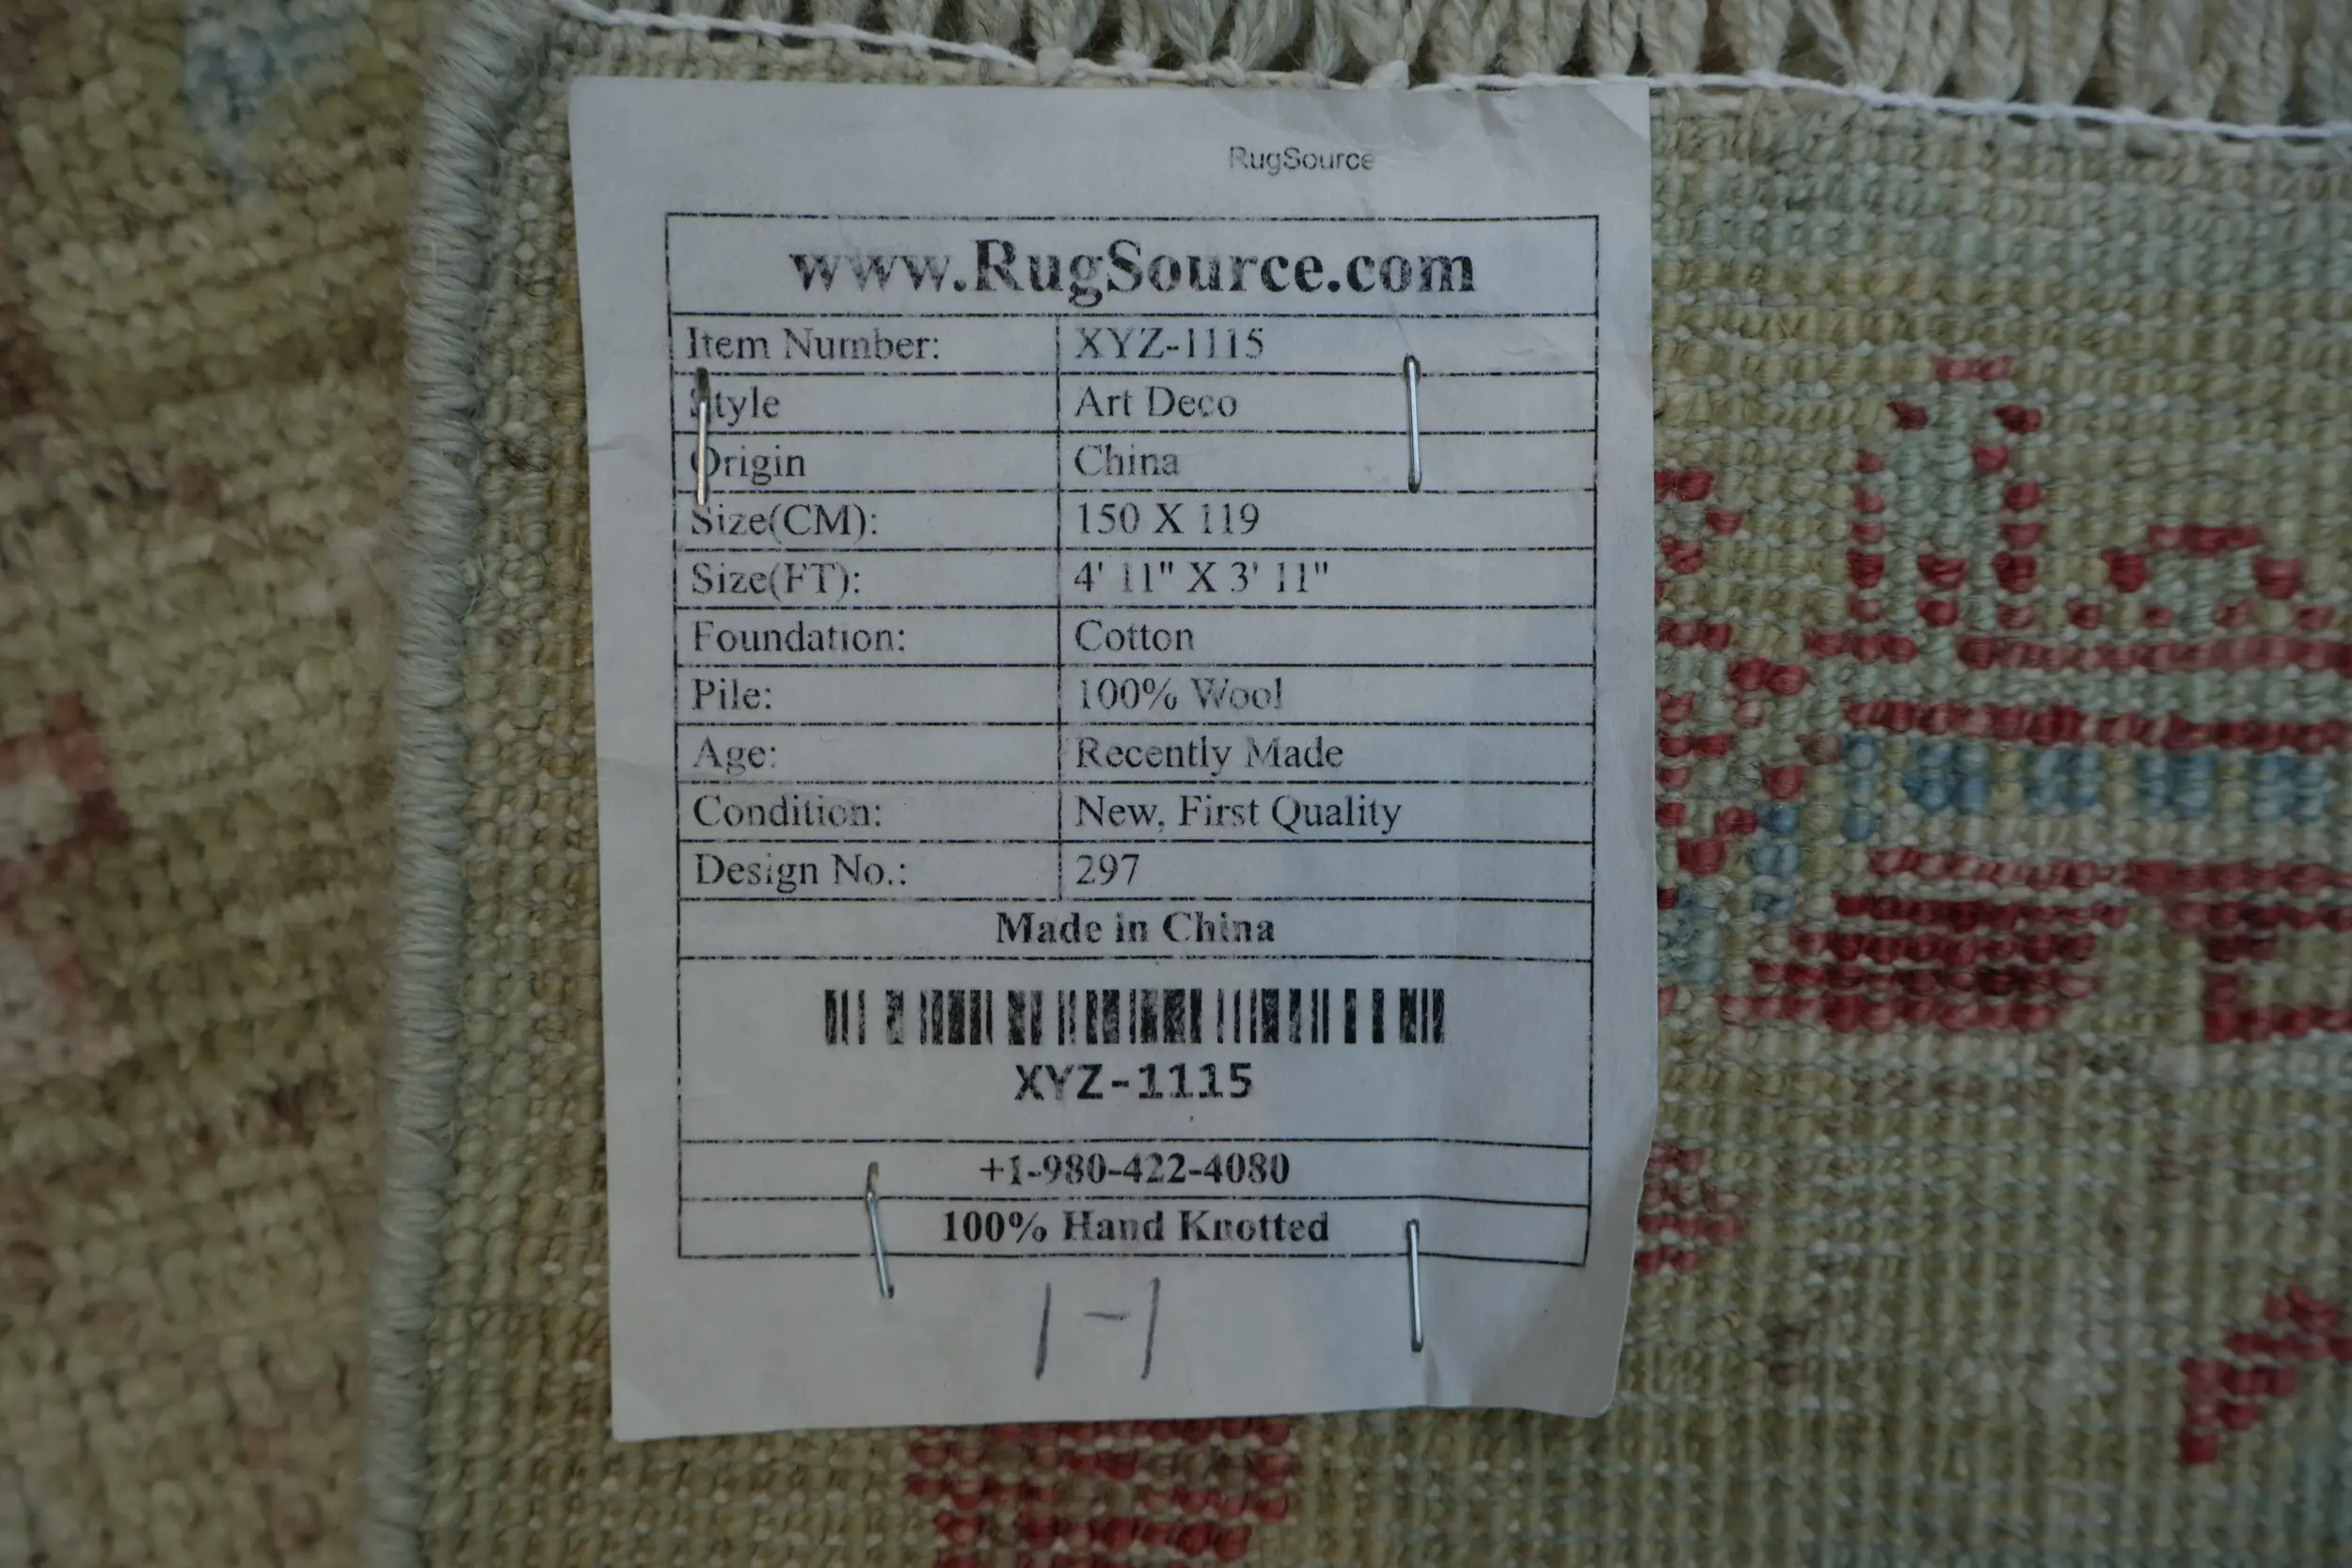 RugSource
www.RugSource.com
Item Number: XYZ-1115
Style Art Deco
Origin China
Size(CM): 150 X 119
Size(FT): 4' 11" X 3' 11"
Foundation: Cotton
Pile: 100% Wool
Age: Recently Made
Condition: New, First Quality
Design No.: 297
Made in China
XYZ-1115
+1-980-422-4080
100% Hand Knotted
1-1